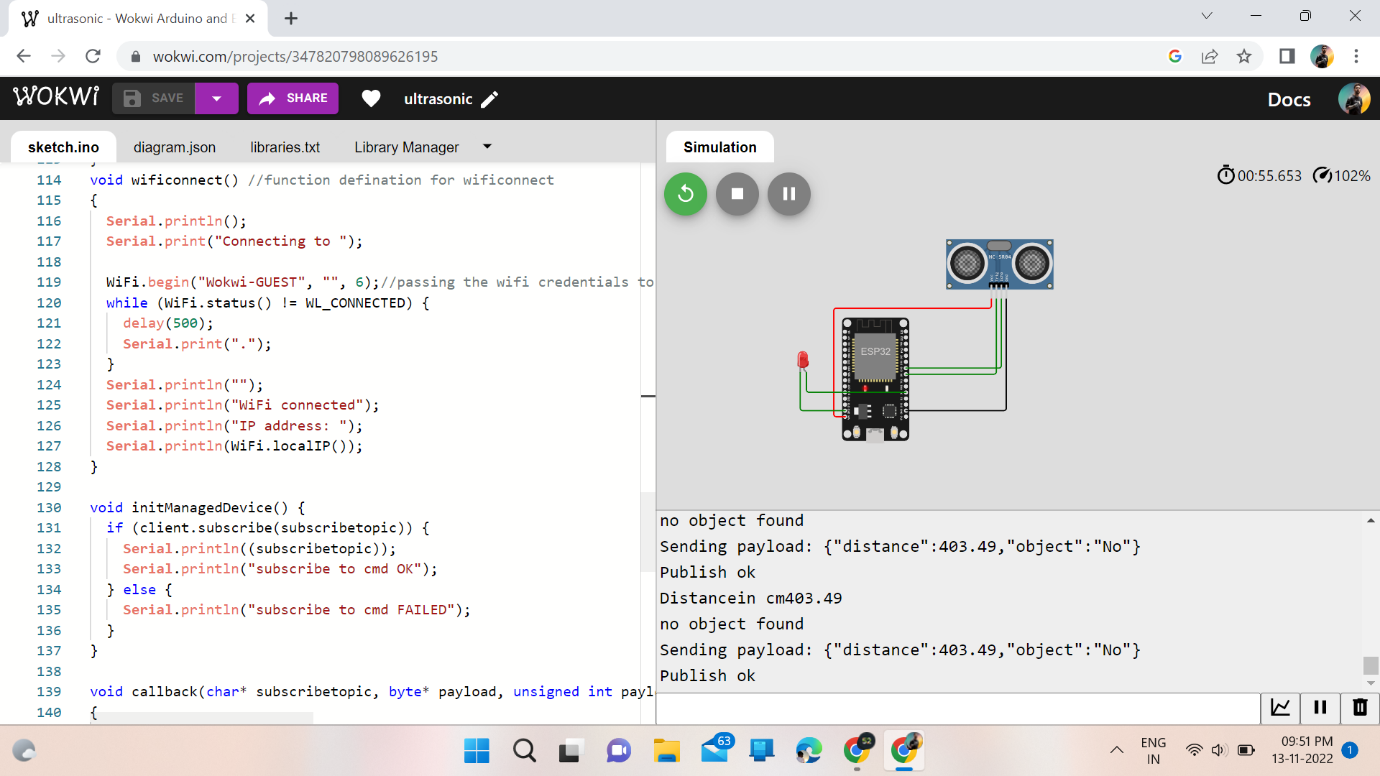 ultrasonic - Wokwi Arduino and E
wokwi.com/projects/347820798089626195
WOKWI
SAVE
SHARE
ultrasonic
Docs
sketch.ino
diagram.json
libraries.txt
Library Manager
Simulation
00:55.653
102%
114 void wificonnect() //function defination for wificonnect
115 {
116 Serial.println();
117 Serial.print("Connecting to ");
118
119 WiFi.begin("Wokwi-GUEST", "", 6);//passing the wifi credentials to
120 while (WiFi.status() != WL_CONNECTED) {
121 delay(500);
122 Serial.print(".");
123 }
124 Serial.println("");
125 Serial.println("WiFi connected");
126 Serial.println("IP address: ");
127 Serial.println(WiFi.localIP());
128 }
129
130 void initManagedDevice() {
131 if (client.subscribe(subscribetopic)) {
132 Serial.println((subscribetopic));
133 Serial.println("subscribe to cmd OK");
134 } else {
135 Serial.println("subscribe to cmd FAILED");
136 }
137 }
138
139 void callback(char* subscribetopic, byte* payload, unsigned int payl
140 {
HC-SR04
ESP32
no object found
Sending payload: {"distance":403.49,"object":"No"}
Publish ok
Distancein cm403.49
no object found
Sending payload: {"distance":403.49,"object":"No"}
Publish ok
63
52
ENG
IN
09:51 PM
13-11-2022
1